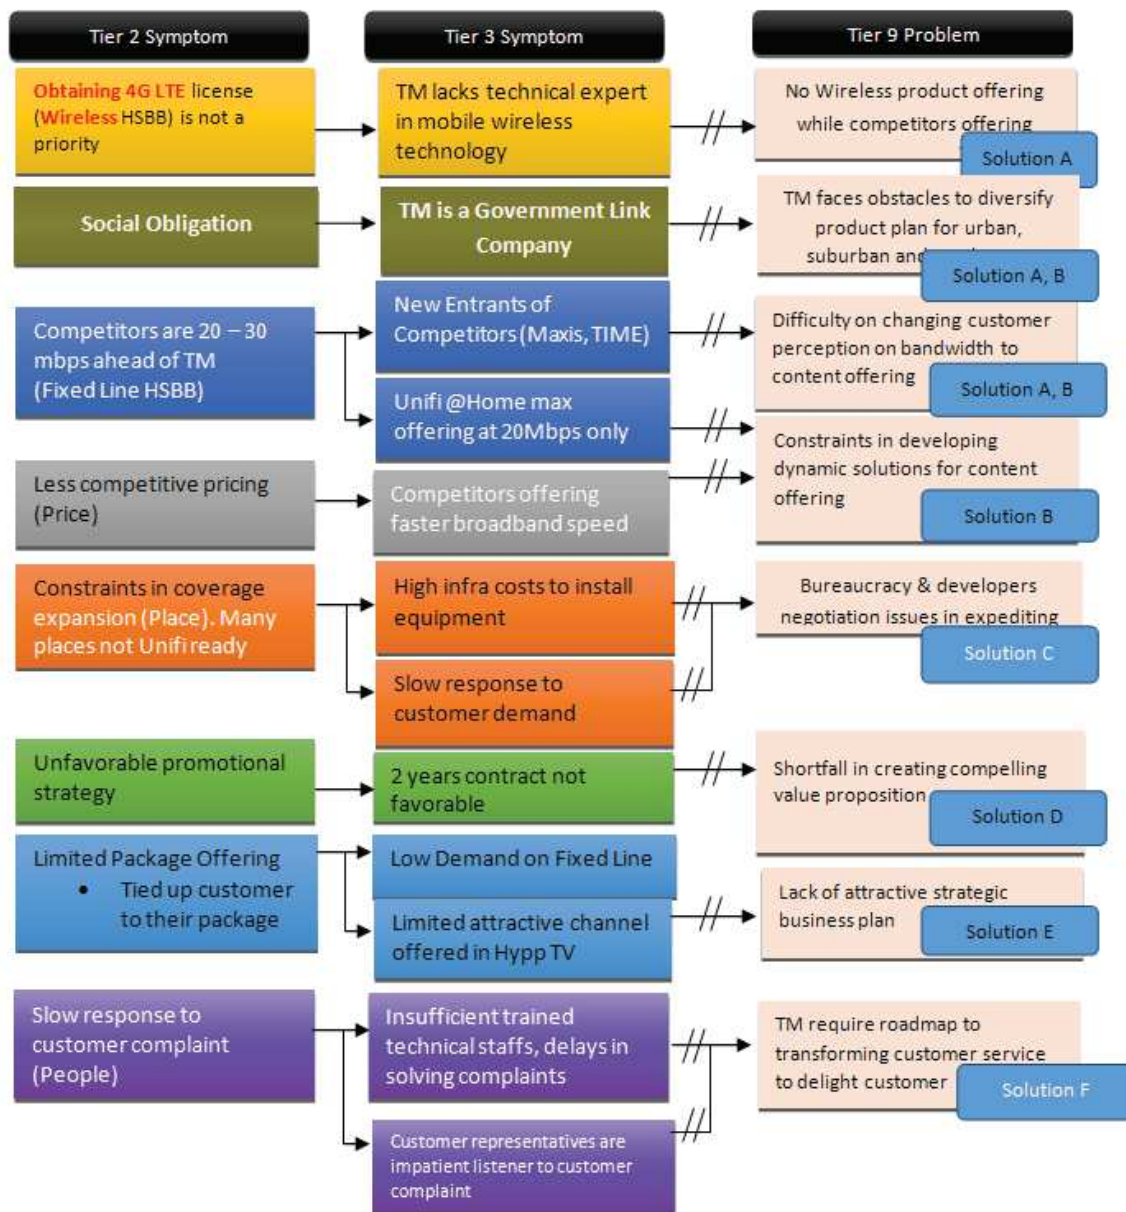 Tier 2 Symptom
Tier 3 Symptom
Tier 9 Problem
Obtaining 4G LTE license
(Wireless HSBB) is not a
priority
TM lacks technical expert
in mobile wireless
technology
No Wireless product offering
while competitors offering
Solution A
Social Obligation
TM is a Government Link
Company
TM faces obstacles to diversify
product plan for urban,
suburban and
Solution A, B
Competitors are 20 – 30
mbps ahead of TM
(Fixed Line HSBB)
New Entrants of
Competitors (Maxis, TIME)
Unifi @Home max
offering at 20Mbps only
Difficulty on changing customer
perception on bandwidth to
content offering
Solution A, B
Less competitive pricing
(Price)
Competitors offering
faster broadband speed
Constraints in developing
dynamic solutions for content
offering
Solution B
Constraints in coverage
expansion (Place). Many
places not Unifi ready
High infra costs to install
equipment
Slow response to
customer demand
Bureaucracy & developers
negotiation issues in expediting
Solution C
Unfavorable promotional
strategy
2 years contract not
favorable
Shortfall in creating compelling
value proposition
Solution D
Limited Package Offering
• Tied up customer
to their package
Low Demand on Fixed Line
Limited attractive channel
offered in Hypp TV
Lack of attractive strategic
business plan
Solution E
Slow response to
customer complaint
(People)
Insufficient trained
technical staffs, delays in
solving complaints
Customer representatives are
impatient listener to customer
complaint
TM require roadmap to
transforming customer service
to delight customer
Solution F